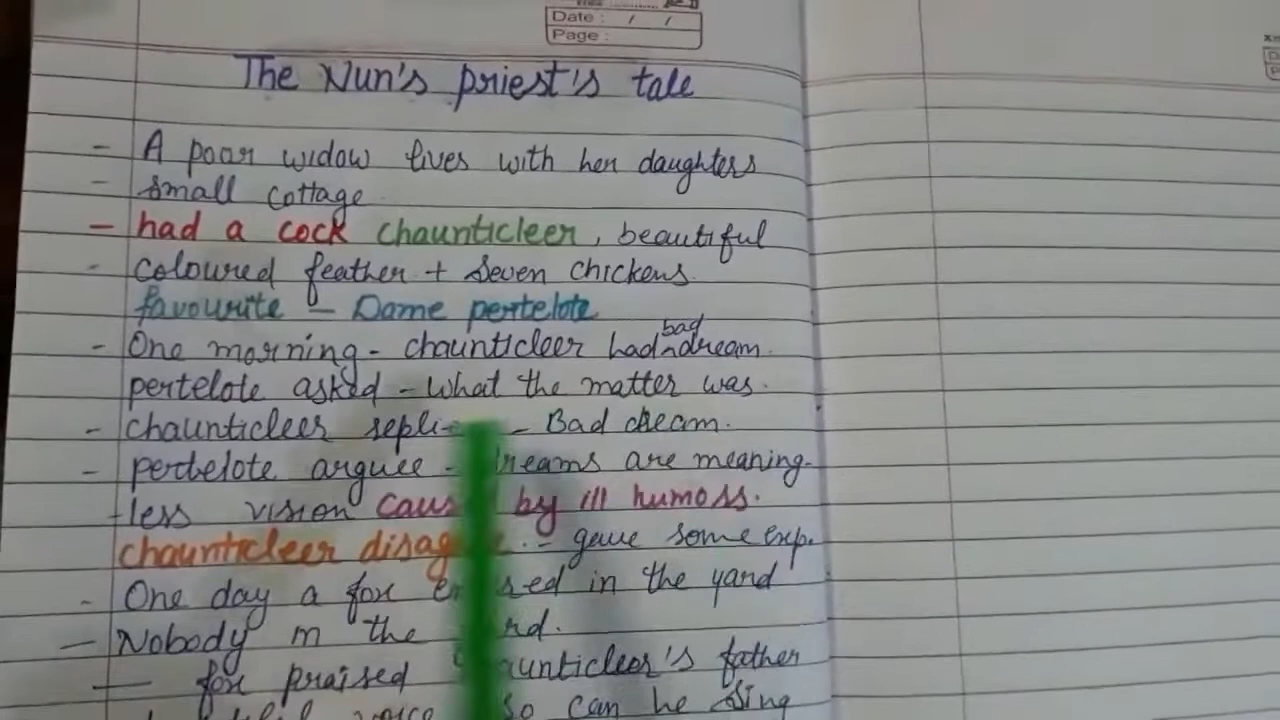 Date : / /
Page :
The Nun's priest's tale
- A poor widow lives with her daughters
- small cottage
- had a cock chaunticleer, beautiful
- coloured feather + seven chickens.
favourite - Dame pertelote
- One morning - chaunticleer had ^ bad dream.
pertelote asked - what the matter was.
- chaunticleer - Bad dream.
- pertelote argues - are meaning-
less vision by ill humors.
chaunticleer - gave some exp.
- One day a fox in the yard
- Nobody in the
- fox praised father
so can he sing